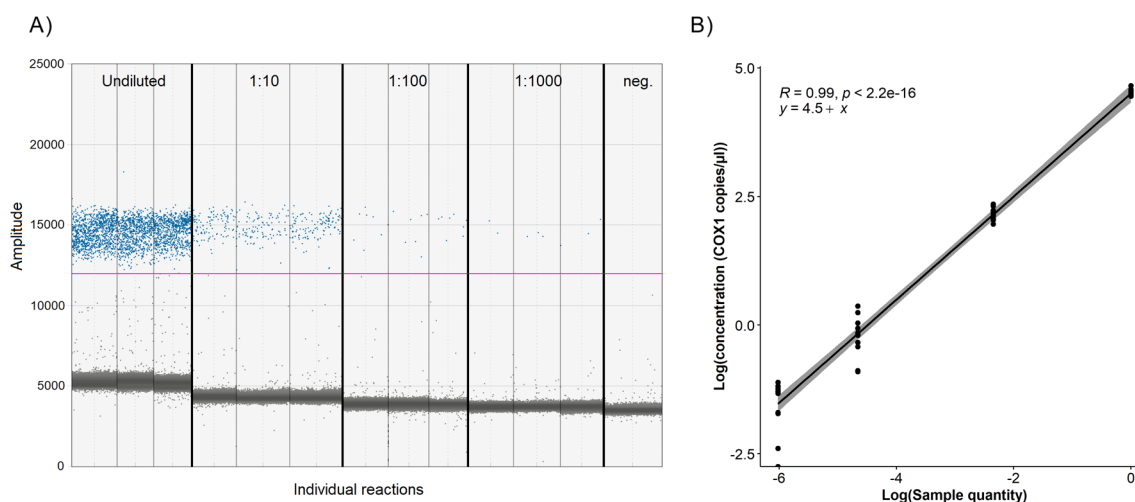 A)
Undiluted 1:10 1:100 1:1000 neg.
25000
20000
15000
10000
5000
0
Amplitude
Individual reactions
B)
R = 0.99, p < 2.2e-16
y = 4.5 + x
5.0
2.5
0.0
-2.5
Log(concentration (COX1 copies/µl))
-6 -4 -2 0
Log(Sample quantity)